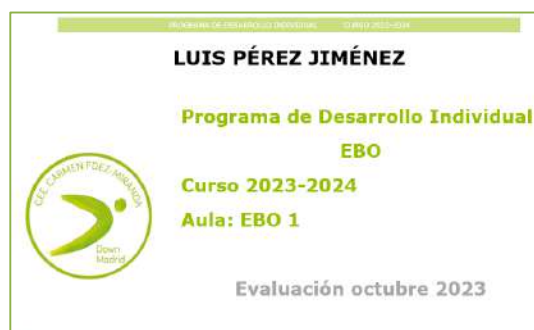 PROGRAMA DE DESARROLLO INDIVIDUAL CURSO 2023-2024
LUIS PÉREZ JIMÉNEZ
Programa de Desarrollo Individual
EBO
Curso 2023-2024
Aula: EBO 1
C.E.E. CARMEN FDEZ-MIRANDA
Down
Madrid
Evaluación octubre 2023